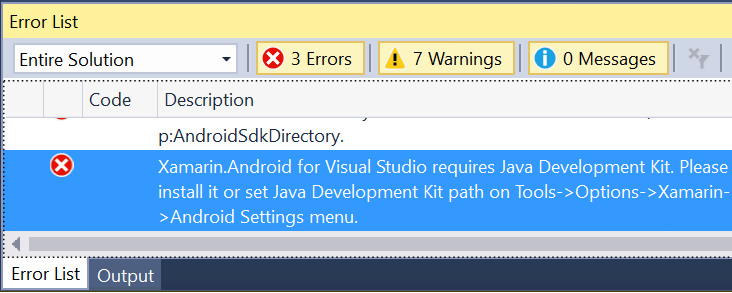 Error List
Entire Solution 3 Errors 7 Warnings 0 Messages
Code Description
p:AndroidSdkDirectory.
Xamarin.Android for Visual Studio requires Java Development Kit. Please
install it or set Java Development Kit path on Tools->Options->Xamarin-
>Android Settings menu.
Error List Output